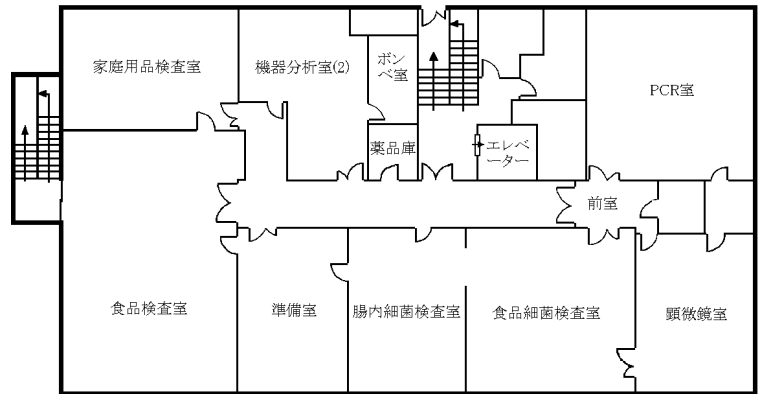 家庭用品検査室
機器分析室(2)
ボン
ベ室
PCR室
薬品庫
エレベ
ーター
前室
食品検査室
準備室
腸内細菌検査室
食品細菌検査室
顕微鏡室